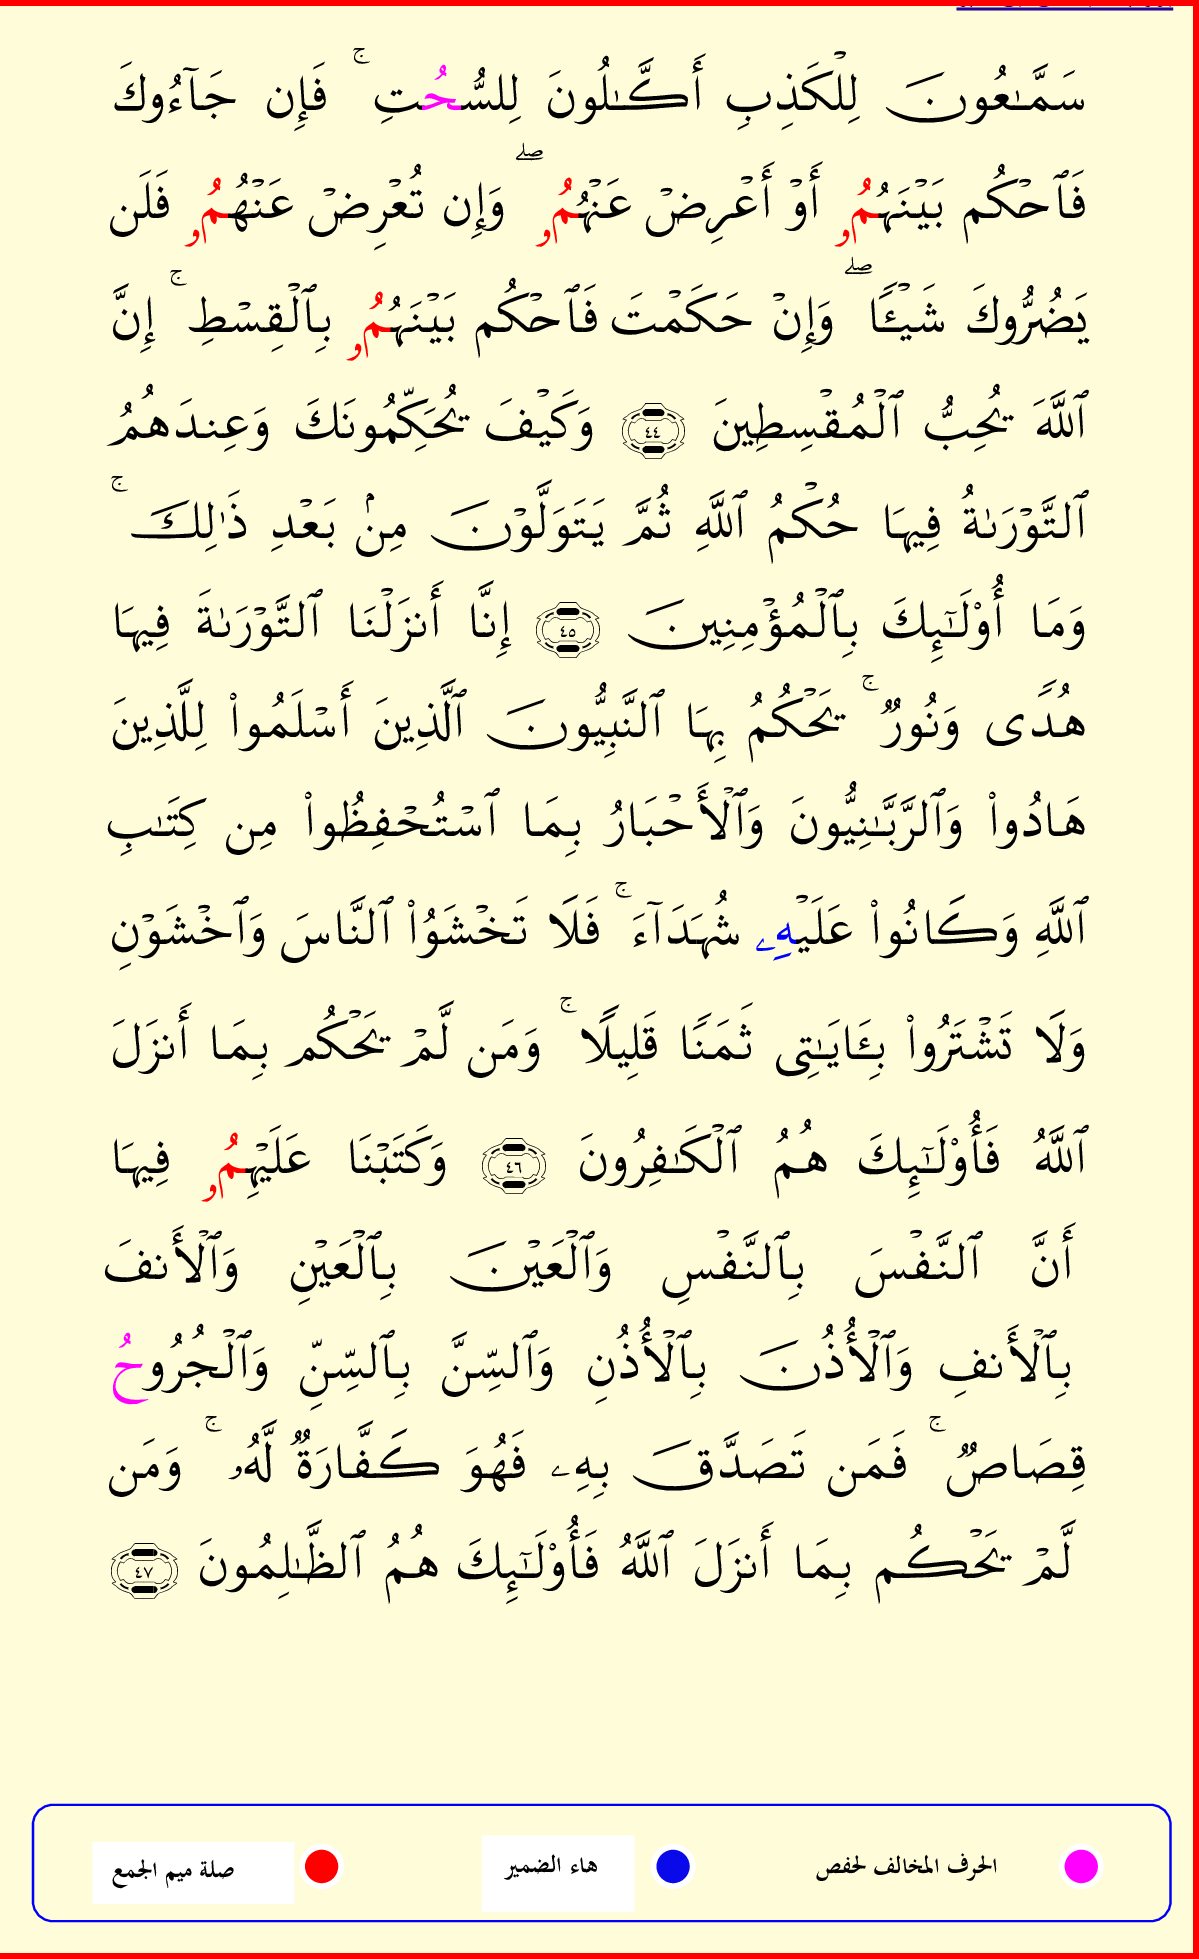 سَمَّـٰعُونَ لِلْكَذِبِ أَكَّـٰلُونَ لِلسُّحُتِ ۚ فَإِن جَآءُوكَ
فَٱحْكُم بَيْنَهُمُۥ أَوْ أَعْرِضْ عَنْهُمُۥ ۖ وَإِن تُعْرِضْ عَنْهُمُۥ فَلَن
يَضُرُّوكَ شَيْـًٔا ۖ وَإِنْ حَكَمْتَ فَٱحْكُم بَيْنَهُمُۥ بِٱلْقِسْطِ ۚ إِنَّ
ٱللَّهَ يُحِبُّ ٱلْمُقْسِطِينَ ٤٤ وَكَيْفَ يُحَكِّمُونَكَ وَعِندَهُمُ
ٱلتَّوْرَىٰةُ فِيهَا حُكْمُ ٱللَّهِ ثُمَّ يَتَوَلَّوْنَ مِنۢ بَعْدِ ذَٰلِكَ ۚ
وَمَا أُوْلَـٰٓئِكَ بِٱلْمُؤْمِنِينَ ٤٥ إِنَّا أَنزَلْنَا ٱلتَّوْرَىٰةَ فِيهَا
هُدًى وَنُورٌ ۚ يَحْكُمُ بِهَا ٱلنَّبِيُّونَ ٱلَّذِينَ أَسْلَمُوا۟ لِلَّذِينَ
هَادُوا۟ وَٱلرَّبَّـٰنِيُّونَ وَٱلْأَحْبَارُ بِمَا ٱسْتُحْفِظُوا۟ مِن كِتَـٰبِ
ٱللَّهِ وَكَانُوا۟ عَلَيْهِۦ شُهَدَآءَ ۚ فَلَا تَخْشَوُا۟ ٱلنَّاسَ وَٱخْشَوْنِ
وَلَا تَشْتَرُوا۟ بِـَٔايَـٰتِى ثَمَنًا قَلِيلًا ۚ وَمَن لَّمْ يَحْكُم بِمَا أَنزَلَ
ٱللَّهُ فَأُوْلَـٰٓئِكَ هُمُ ٱلْكَـٰفِرُونَ ٤٦ وَكَتَبْنَا عَلَيْهِمُۥ فِيهَا
أَنَّ ٱلنَّفْسَ بِٱلنَّفْسِ وَٱلْعَيْنَ بِٱلْعَيْنِ وَٱلْأَنفَ
بِٱلْأَنفِ وَٱلْأُذُنَ بِٱلْأُذُنِ وَٱلسِّنَّ بِٱلسِّنِّ وَٱلْجُرُوحُ
قِصَاصٌ ۚ فَمَن تَصَدَّقَ بِهِۦ فَهُوَ كَفَّارَةٌ لَّهُۥ ۚ وَمَن
لَّمْ يَحْكُم بِمَا أَنزَلَ ٱللَّهُ فَأُوْلَـٰٓئِكَ هُمُ ٱلظَّـٰلِمُونَ ٤٧
الحرف المخالف لحفص هاء الضمير صلة ميم الجمع